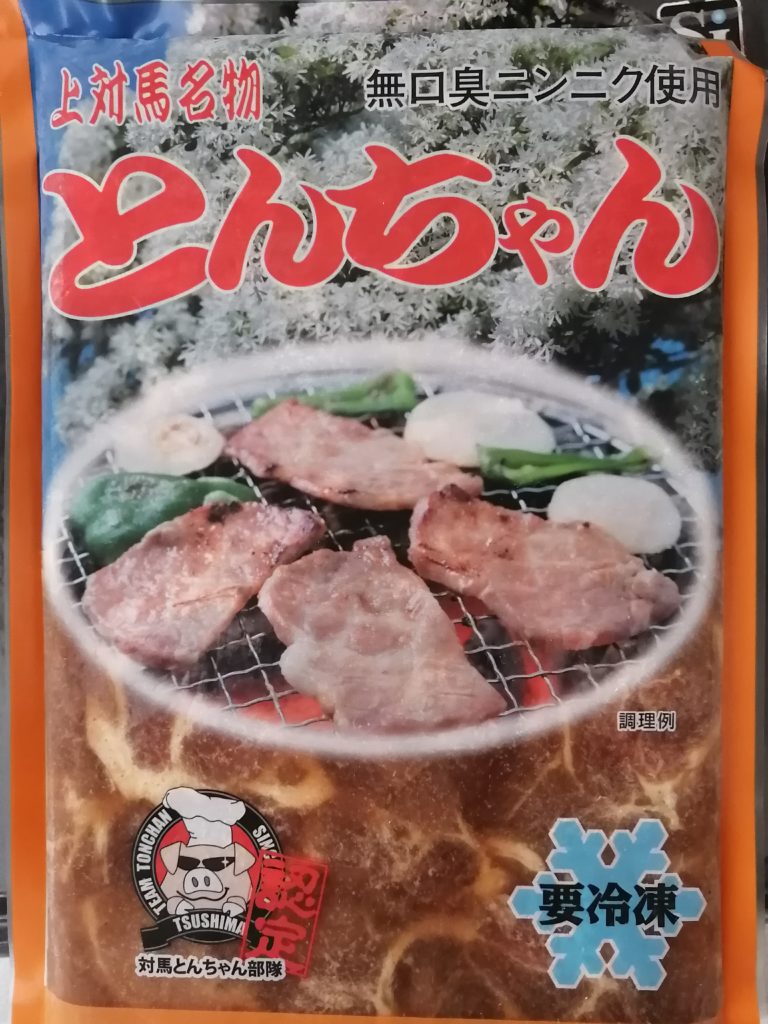 Si
上対馬名物
無口臭ニンニク使用
とんちゃん
調理例
TEAM TONCHAN
TSUSHIMA
認定
対馬とんちゃん部隊
要冷凍